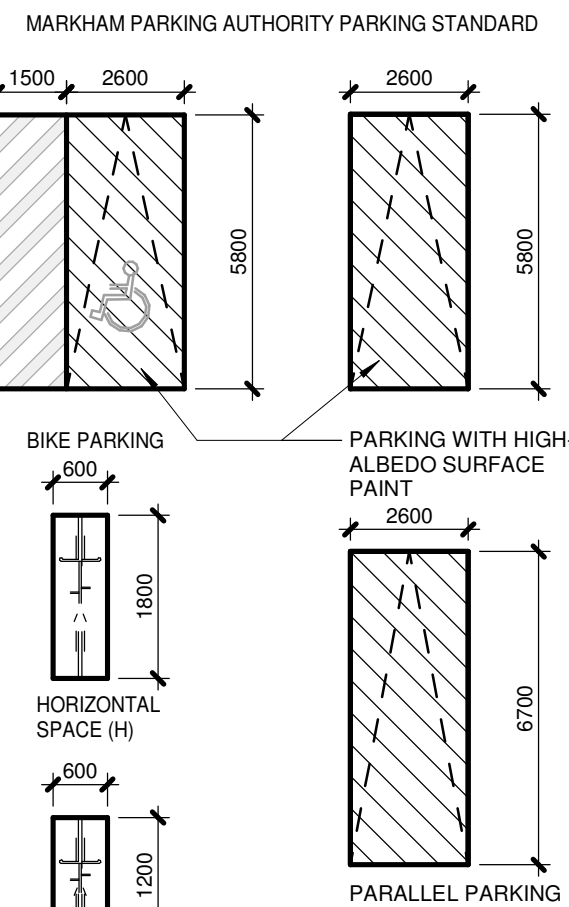 MARKHAM PARKING AUTHORITY PARKING STANDARD
1500
2600
2600
5800
5800
BIKE PARKING
PARKING WITH HIGH-
ALBEDO SURFACE
PAINT
600
1800
HORIZONTAL
SPACE (H)
2600
6700
PARALLEL PARKING
600
1200